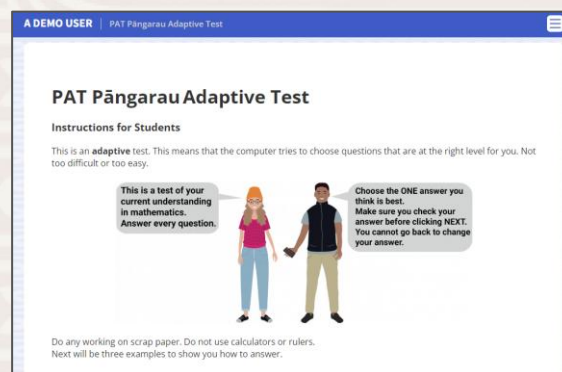 A DEMO USER | PAT Pāngarau Adaptive Test
PAT Pāngarau Adaptive Test
Instructions for Students
This is an adaptive test. This means that the computer tries to choose questions that are at the right level for you. Not
too difficult or too easy.
This is a test of your
current understanding
in mathematics.
Answer every question.
Choose the ONE answer you
think is best.
Make sure you check your
answer before clicking NEXT.
You cannot go back to change
your answer.
Do any working on scrap paper. Do not use calculators or rulers.
Next will be three examples to show you how to answer.